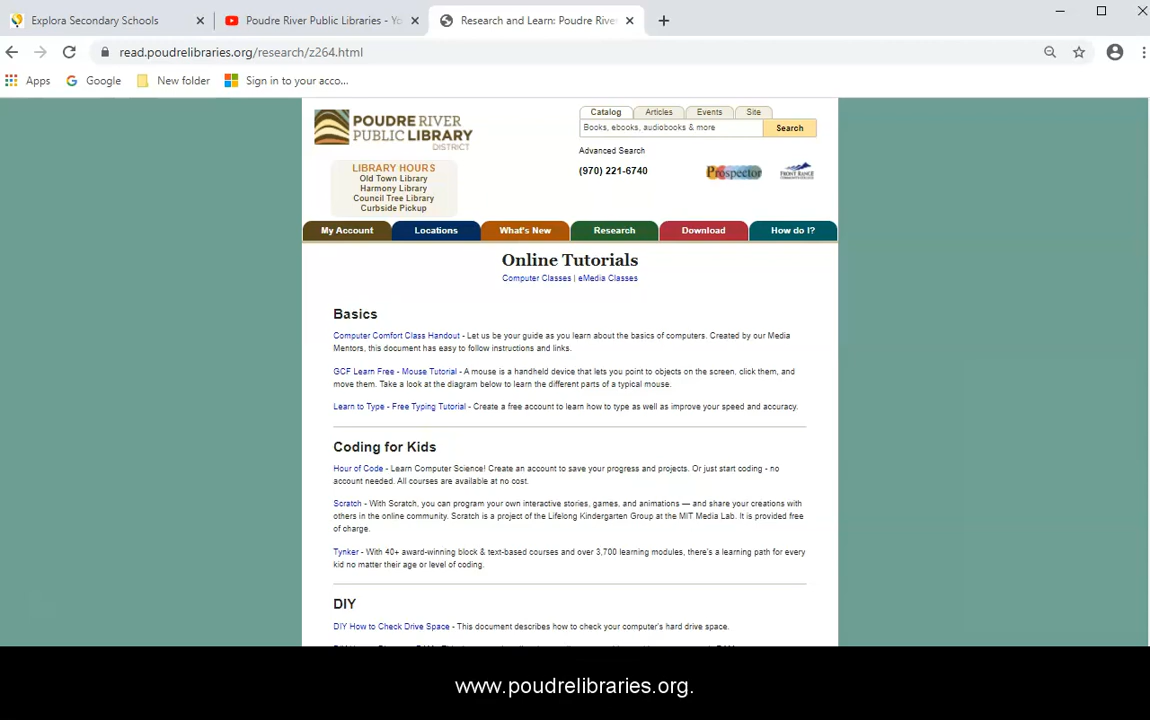 Explora Secondary Schools
Poudre River Public Libraries - Yo
Research and Learn: Poudre Rive
read.poudrelibraries.org/research/z264.html
Apps Google New folder Sign in to your acco...
POUDRE RIVER
PUBLIC LIBRARY
DISTRICT
Catalog Articles Events Site
Books, ebooks, audiobooks & more Search
Advanced Search
(970) 221-6740
Prospector
LIBRARY HOURS
Old Town Library
Harmony Library
Council Tree Library
Curbside Pickup
My Account Locations What's New Research Download How do I?
Online Tutorials
Computer Classes | eMedia Classes
Basics
Computer Comfort Class Handout - Let us be your guide as you learn about the basics of computers. Created by our Media
Mentors, this document has easy to follow instructions and links.
GCF Learn Free - Mouse Tutorial - A mouse is a handheld device that lets you point to objects on the screen, click them, and
move them. Take a look at the diagram below to learn the different parts of a typical mouse.
Learn to Type - Free Typing Tutorial - Create a free account to learn how to type as well as improve your speed and accuracy.
Coding for Kids
Hour of Code - Learn Computer Science! Create an account to save your progress and projects. Or just start coding - no
account needed. All courses are available at no cost.
Scratch - With Scratch, you can program your own interactive stories, games, and animations — and share your creations with
others in the online community. Scratch is a project of the Lifelong Kindergarten Group at the MIT Media Lab. It is provided free
of charge.
Tynker - With 40+ award-winning block & text-based courses and over 3,700 learning modules, there's a learning path for every
kid no matter their age or level of coding.
DIY
DIY How to Check Drive Space - This document describes how to check your computer's hard drive space.
www.poudrelibraries.org.